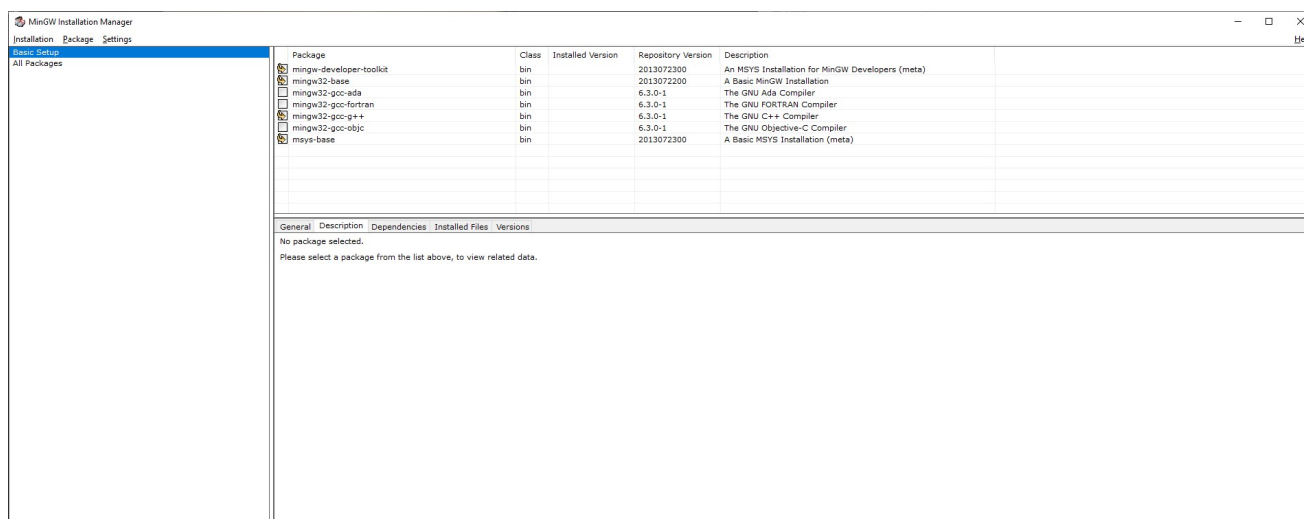 MinGW Installation Manager
Installation Package Settings He
Basic Setup
All Packages
Package Class Installed Version Repository Version Description
mingw-developer-toolkit bin 2013072300 An MSYS Installation for MinGW Developers (meta)
mingw32-base bin 2013072200 A Basic MinGW Installation
mingw32-gcc-ada bin 6.3.0-1 The GNU Ada Compiler
mingw32-gcc-fortran bin 6.3.0-1 The GNU FORTRAN Compiler
mingw32-gcc-g++ bin 6.3.0-1 The GNU C++ Compiler
mingw32-gcc-objc bin 6.3.0-1 The GNU Objective-C Compiler
msys-base bin 2013072300 A Basic MSYS Installation (meta)
General Description Dependencies Installed Files Versions
No package selected.
Please select a package from the list above, to view related data.